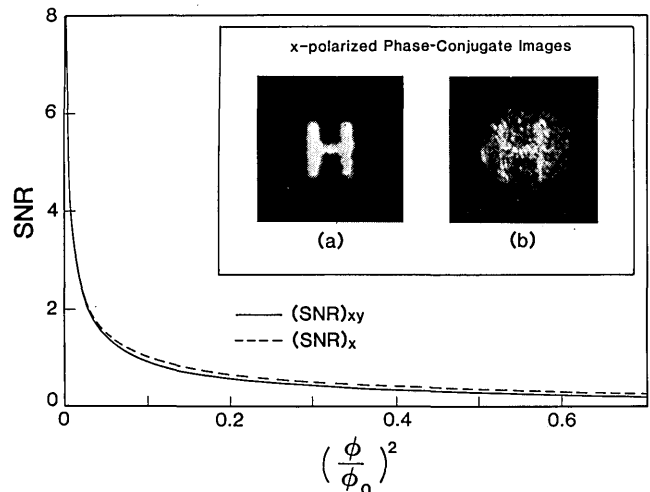 8
x-polarized Phase-Conjugate Images
6
4
(a) (b)
SNR
2
(SNR)xy
(SNR)x
0
0 0.2 0.4 0.6
(ϕ/ϕ₀)²
H
H